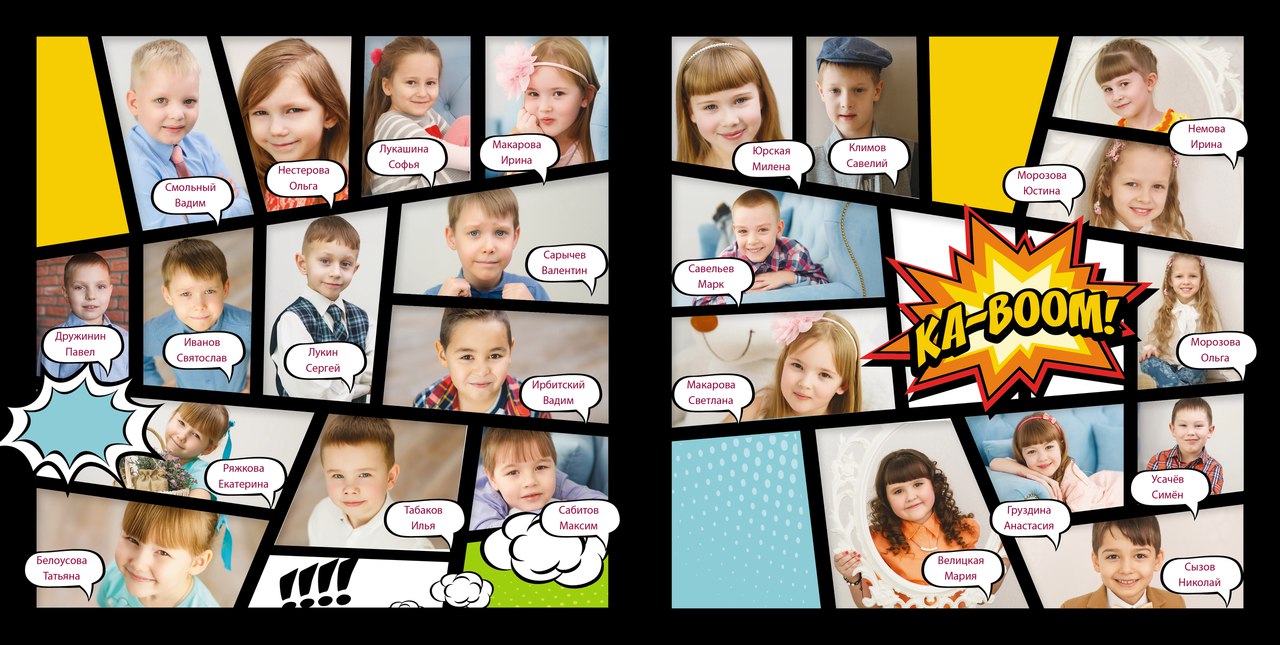 Смольный
Вадим
Нестерова
Ольга
Лукашина
Софья
Макарова
Ирина
Дружинин
Павел
Иванов
Святослав
Лукин
Сергей
Сарычев
Валентин
Ирбитский
Вадим
Ряжкова
Екатерина
Табаков
Илья
Сабитов
Максим
Белоусова
Татьяна
!!!!
Юрская
Милена
Климов
Савелий
Немова
Ирина
Морозова
Юстина
Савельев
Марк
KA-BOOM!
Морозова
Ольга
Макарова
Светлана
Усачёв
Симён
Груздина
Анастасия
Велицкая
Мария
Сызов
Николай